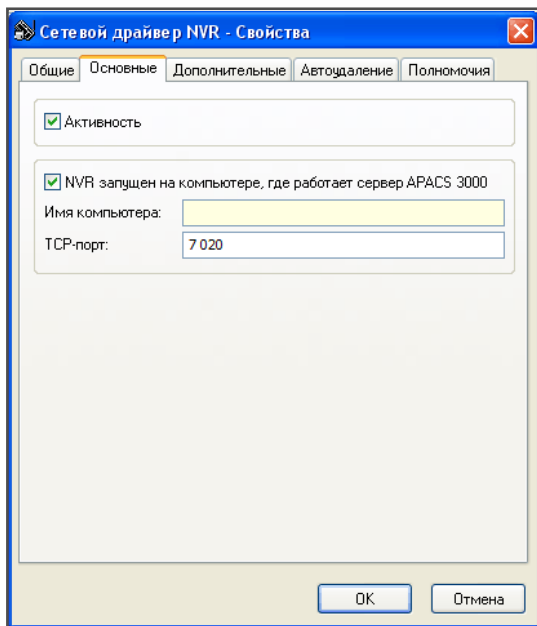 Сетевой драйвер NVR - Свойства
Общие Основные Дополнительные Автоудаление Полномочия
Активность
NVR запущен на компьютере, где работает сервер APACS 3000
Имя компьютера:
TCP-порт: 7 020
OK Отмена